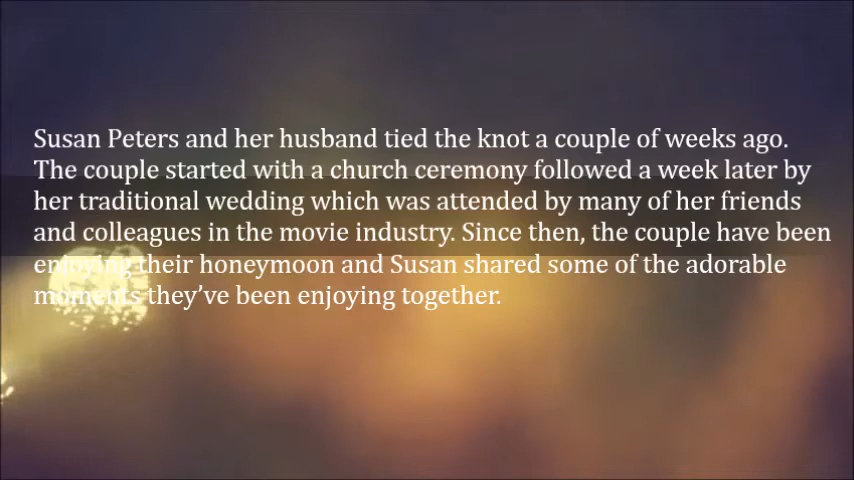 Susan Peters and her husband tied the knot a couple of weeks ago.
The couple started with a church ceremony followed a week later by
her traditional wedding which was attended by many of her friends
and colleagues in the movie industry. Since then, the couple have been
enjoying their honeymoon and Susan shared some of the adorable
moments they’ve been enjoying together.